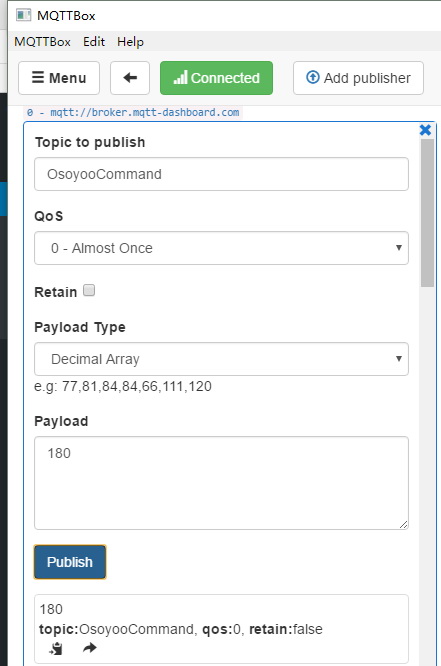 MQTTBox
MQTTBox Edit Help
Menu Connected Add publisher
0 - mqtt://broker.mqtt-dashboard.com
Topic to publish
OsoyooCommand
QoS
0 - Almost Once
Retain
Payload Type
Decimal Array
e.g: 77,81,84,84,66,111,120
Payload
180
Publish
180
topic:OsoyooCommand, qos:0, retain:false